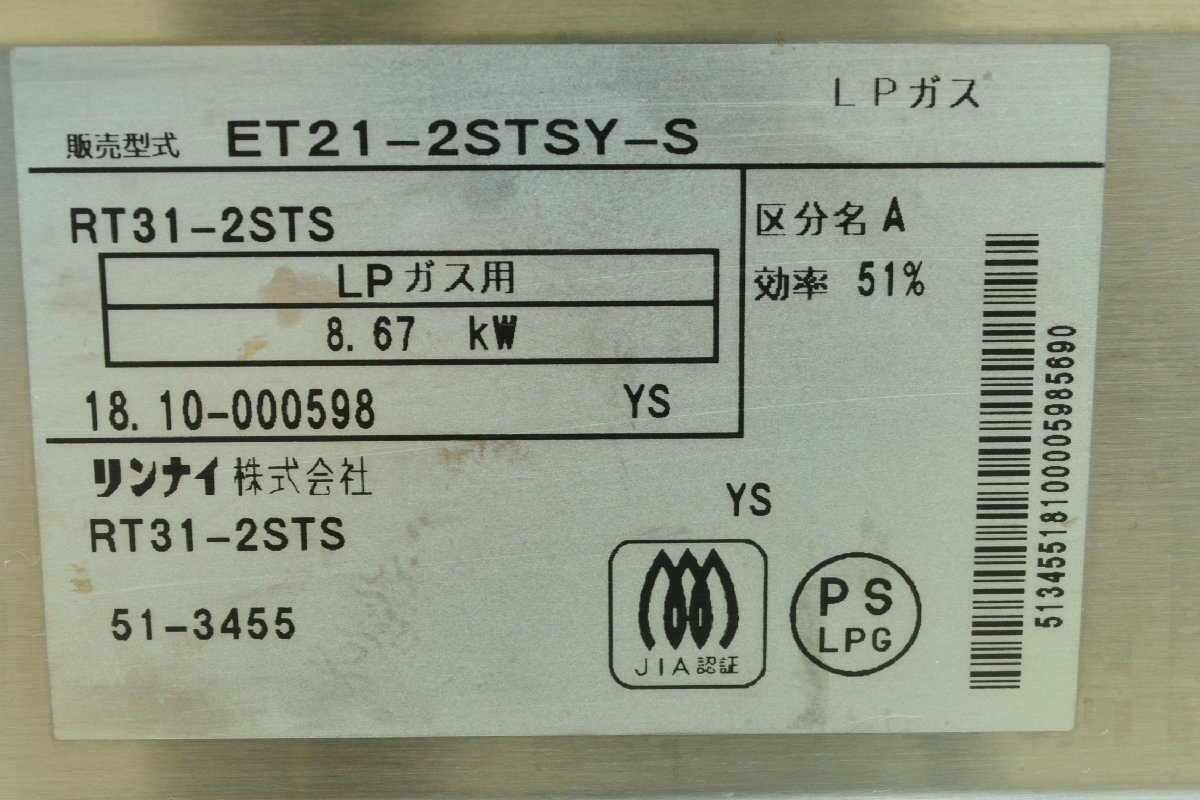 LPガス
販売型式 ET21-2STSY-S
RT31-2STS
LPガス用
8.67 kW
18.10-000598 YS
区分名 A
効率 51%
リンナイ株式会社
RT31-2STS
YS
51-3455
JIA認証
PS
LPG
513455181000059856​90